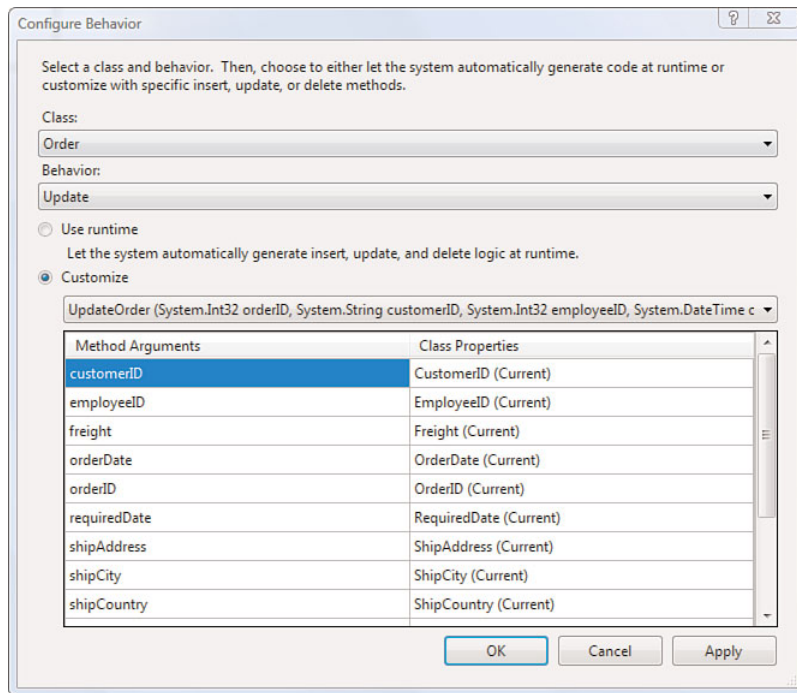 Configure Behavior
Select a class and behavior. Then, choose to either let the system automatically generate code at runtime or
customize with specific insert, update, or delete methods.
Class:
Order
Behavior:
Update
Use runtime
Let the system automatically generate insert, update, and delete logic at runtime.
Customize
UpdateOrder (System.Int32 orderID, System.String customerID, System.Int32 employeeID, System.DateTime c
Method Arguments Class Properties
customerID CustomerID (Current)
employeeID EmployeeID (Current)
freight Freight (Current)
orderDate OrderDate (Current)
orderID OrderID (Current)
requiredDate RequiredDate (Current)
shipAddress ShipAddress (Current)
shipCity ShipCity (Current)
shipCountry ShipCountry (Current)
OK Cancel Apply